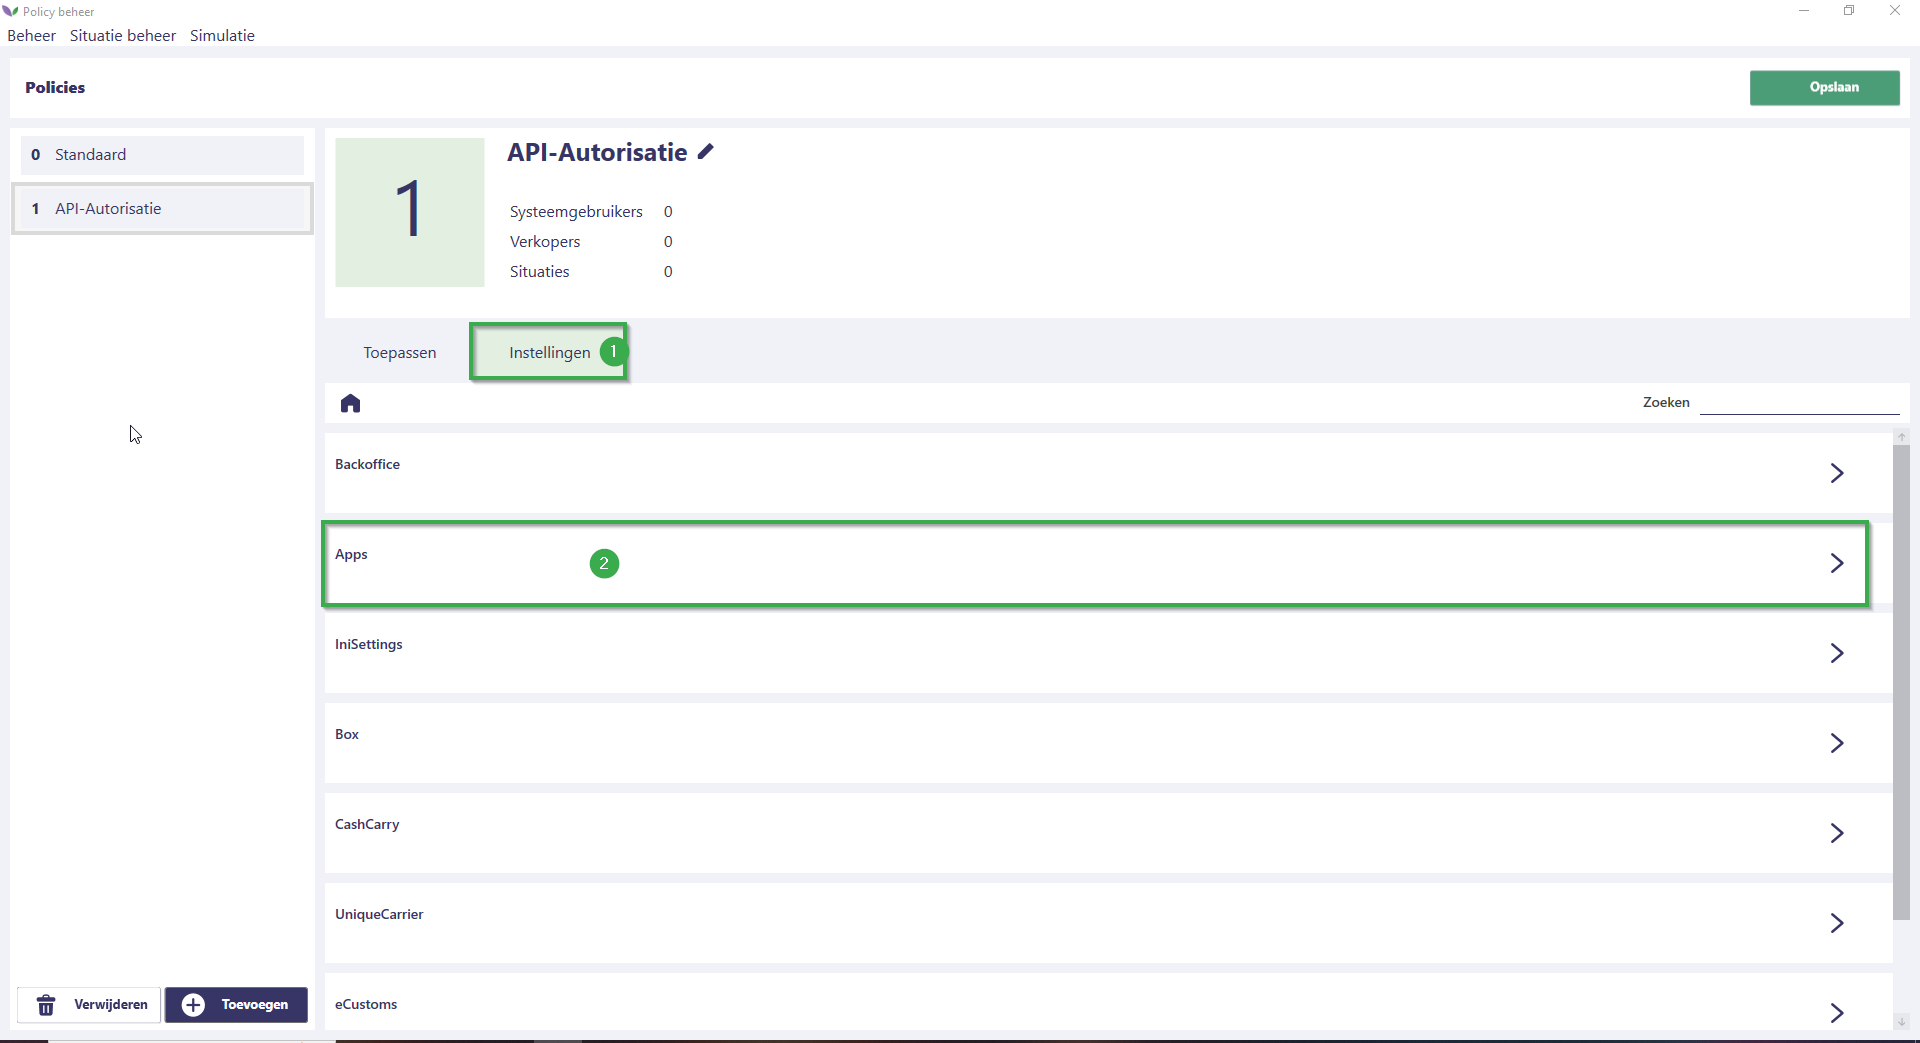 Policy beheer
Beheer Situatie beheer Simulatie
Policies
Opslaan
0 Standaard
1 API-Autorisatie
1
API-Autorisatie
Systeemgebruikers 0
Verkopers 0
Situaties 0
Toepassen
Instellingen 1
Zoeken
Backoffice
Apps 2
IniSettings
Box
CashCarry
UniqueCarrier
eCustoms
Verwijderen
Toevoegen